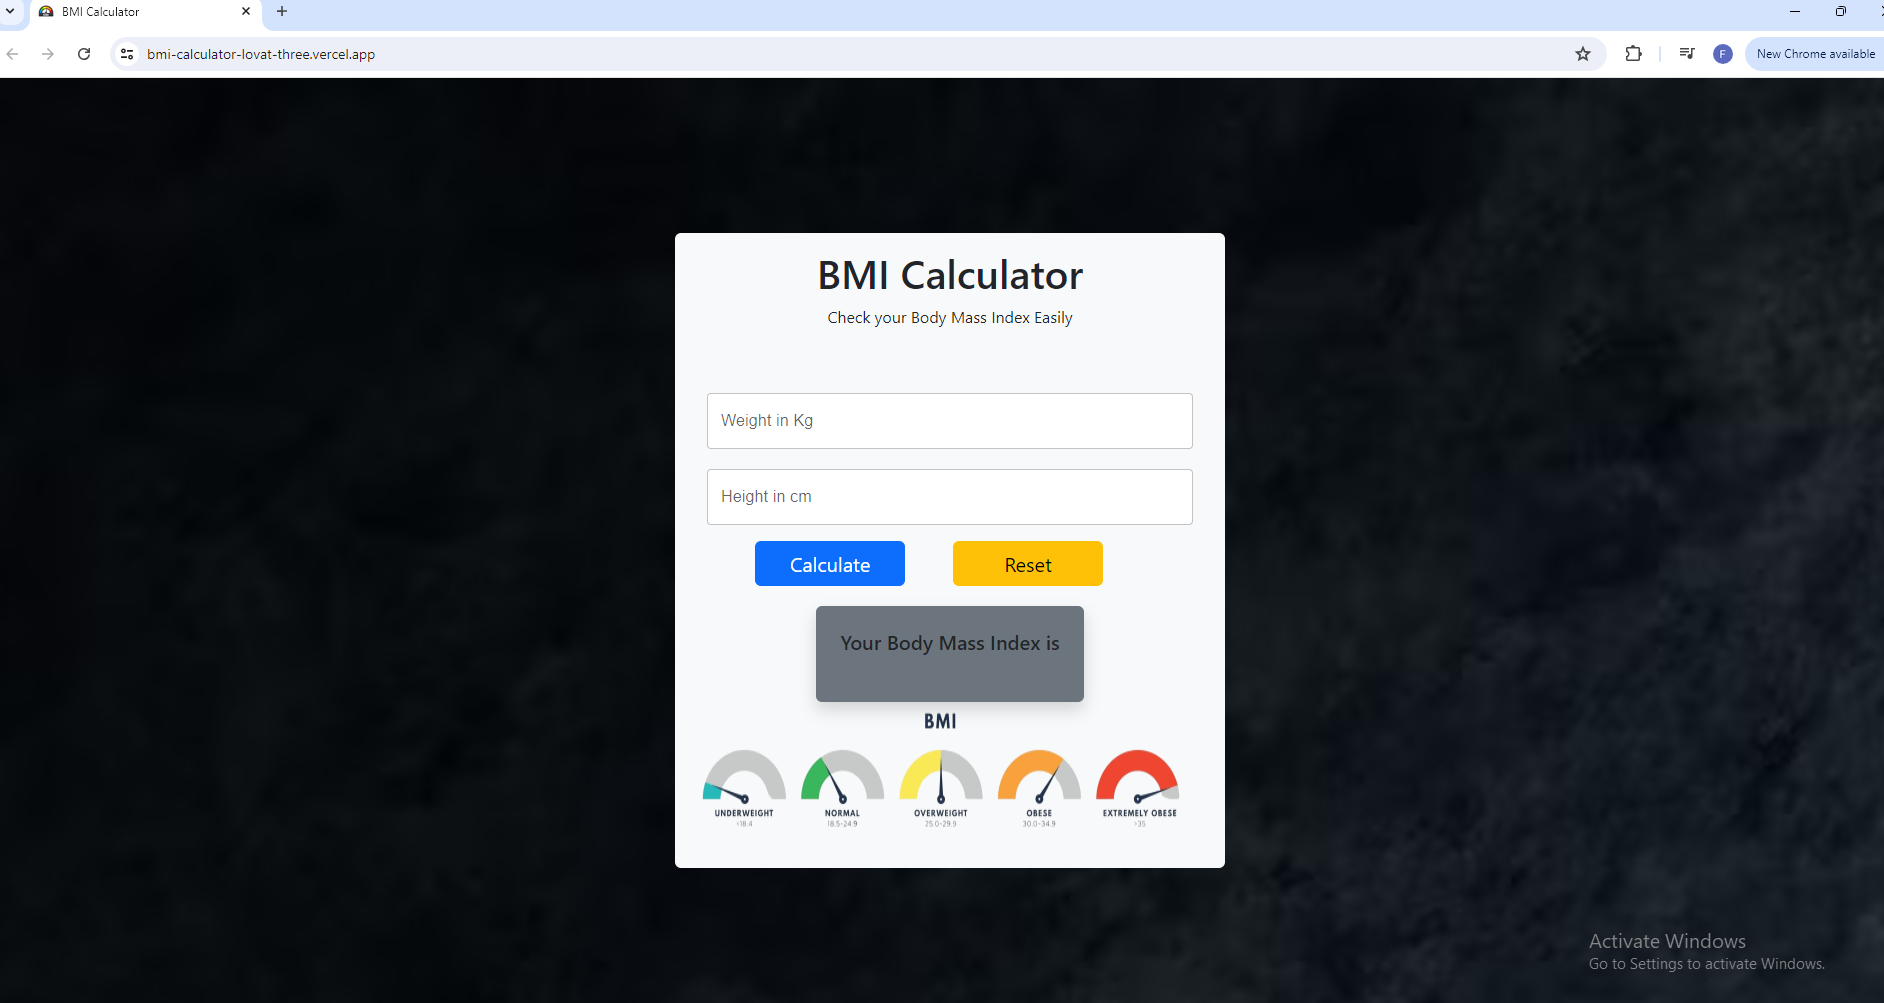 BMI Calculator
bmi-calculator-lovat-three.vercel.app
F
New Chrome available
BMI Calculator
Check your Body Mass Index Easily
Weight in Kg
Height in cm
Calculate
Reset
Your Body Mass Index is
BMI
UNDERWEIGHT
NORMAL
OVERWEIGHT
OBESE
EXTREMELY OBESE
<18.4
18.5-24.9
25.0-29.9
30.0-34.9
>35
Activate Windows
Go to Settings to activate Windows.